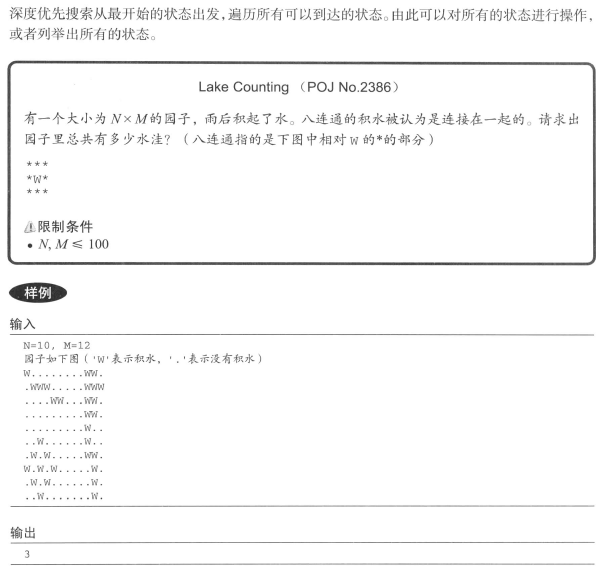 深度优先搜索从最开始的状态出发，遍历所有可以到达的状态。由此可以对所有的状态进行操作，
或者列举出所有的状态。
Lake Counting （POJ No.2386）
有一个大小为 N×M 的园子，雨后积起了水。八连通的积水被认为是连接在一起的。请求出
园子里总共有多少水洼？（八连通指的是下图中相对 W 的*的部分）
***
*W*
***
限制条件
• N, M ≤ 100
样例
输入
N=10, M=12
园子如下图（'W'表示积水，'.'表示没有积水）
W........WW.
.WWW.....WWW
....WW...WW.
.........WW.
.........W..
..W......W..
.W.W.....WW.
W.W.W.....W.
.W.W......W.
..W.......W.
输出
3